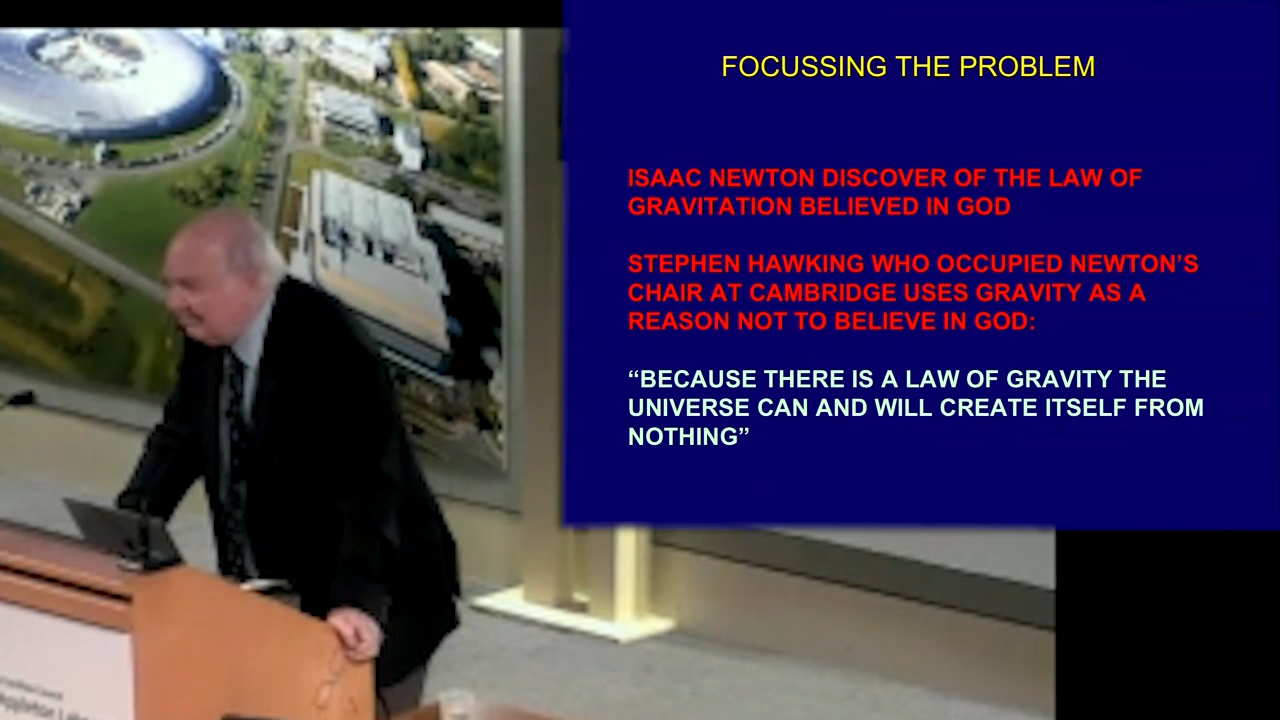 FOCUSSING THE PROBLEM
ISAAC NEWTON DISCOVER OF THE LAW OF
GRAVITATION BELIEVED IN GOD
STEPHEN HAWKING WHO OCCUPIED NEWTON’S
CHAIR AT CAMBRIDGE USES GRAVITY AS A
REASON NOT TO BELIEVE IN GOD:
“BECAUSE THERE IS A LAW OF GRAVITY THE
UNIVERSE CAN AND WILL CREATE ITSELF FROM
NOTHING”
Appleton